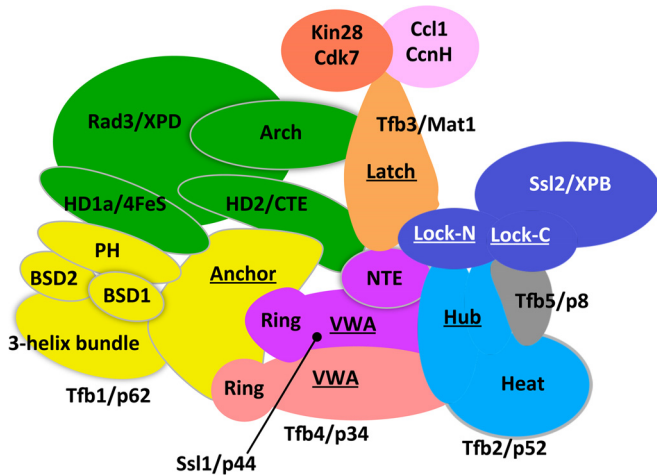 Kin28
Cdk7
Ccl1
CcnH
Rad3/XPD
Arch
Tfb3/Mat1
Latch
Ssl2/XPB
HD1a/4FeS
HD2/CTE
Lock-N
Lock-C
PH
BSD2
BSD1
Anchor
NTE
Tfb5/p8
Ring
VWA
Hub
3-helix bundle
Ring
VWA
Heat
Tfb1/p62
Tfb4/p34
Tfb2/p52
Ssl1/p44